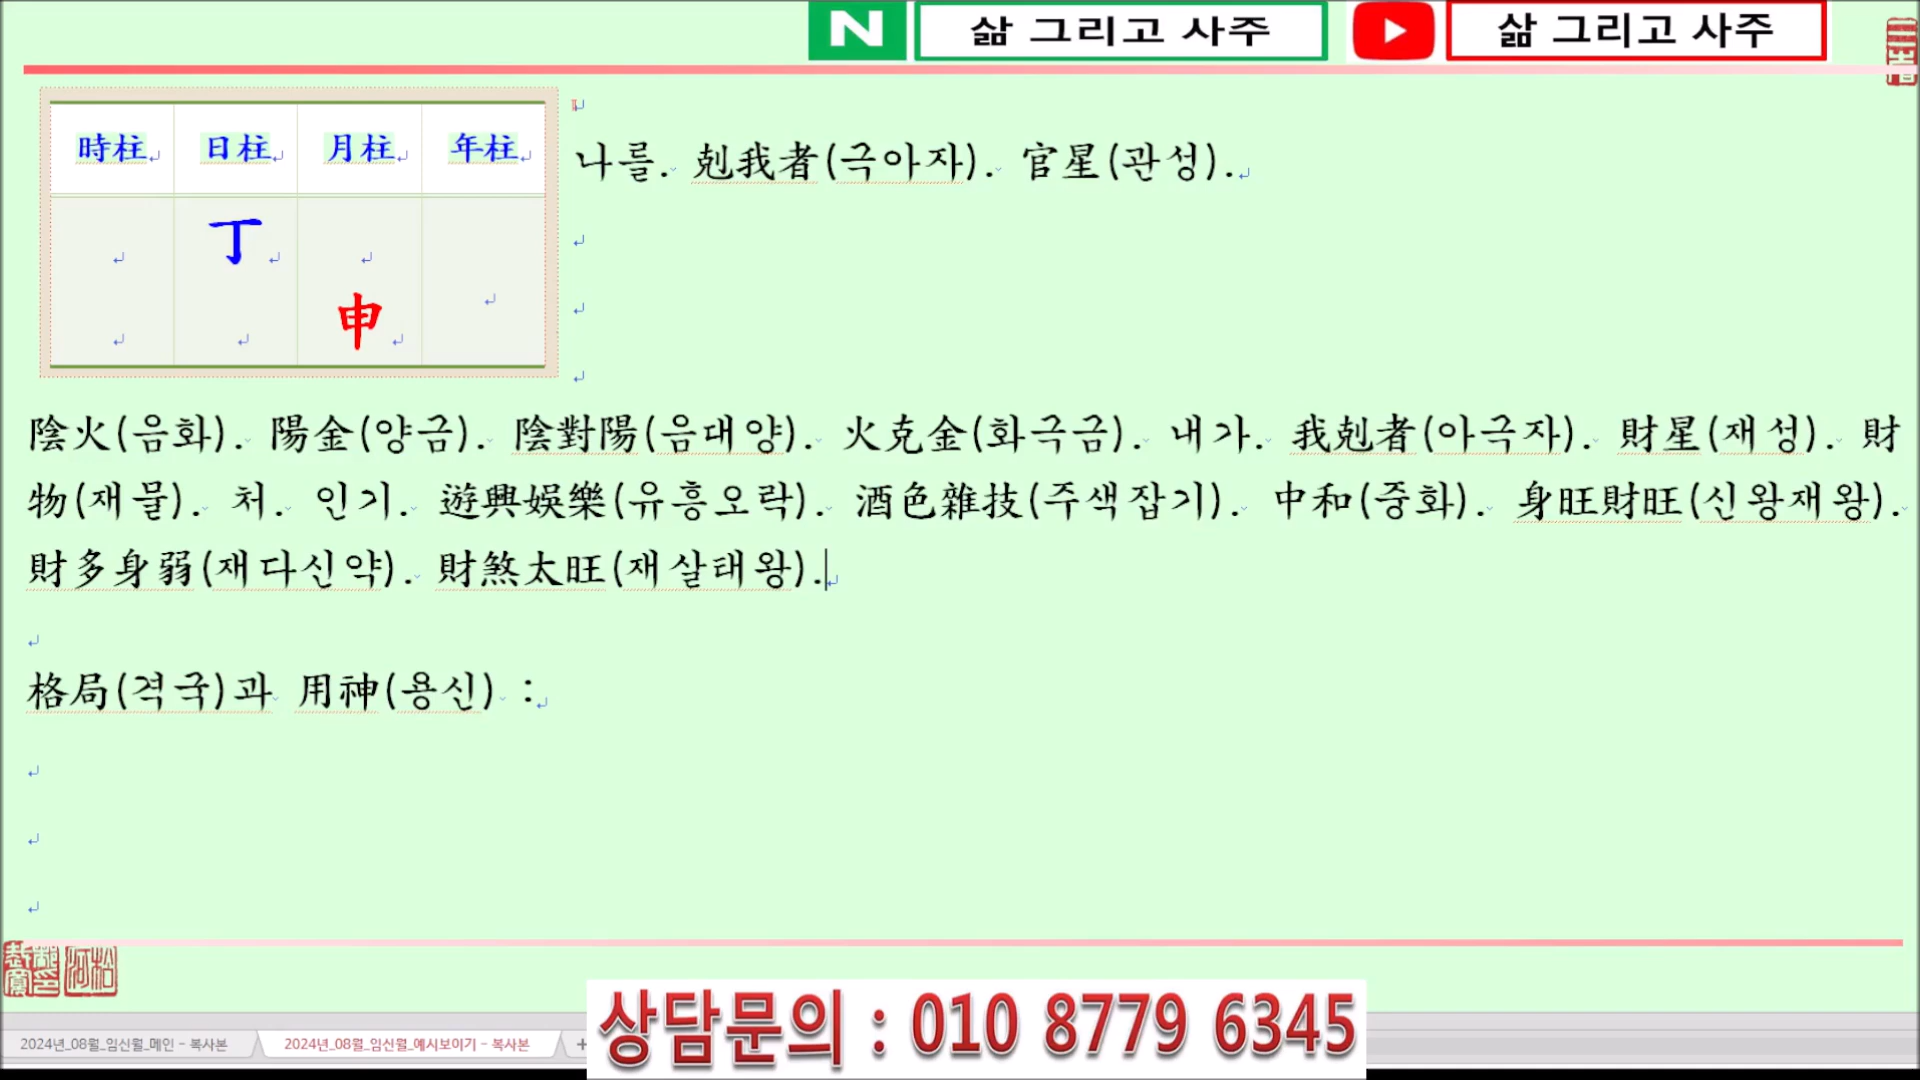 N 삶 그리고 사주 삶 그리고 사주
時柱 日柱 月柱 年柱
丁
申
나를. 剋我者(극아자). 官星(관성).
陰火(음화). 陽金(양금). 陰對陽(음대양). 火克金(화극금). 내가. 我剋者(아극자). 財星(재성). 財
物(재물). 처. 인기. 遊興娛樂(유흥오락). 酒色雜技(주색잡기). 中和(중화). 身旺財旺(신왕재왕).
財多身弱(재다신약). 財煞太旺(재살태왕).
格局(격국)과 用神(용신) :
2024년_08월_임신월_메인 - 복사본 2024년_08월_임신월_예시보이기 - 복사본 +
상담문의 : 010 8779 6345